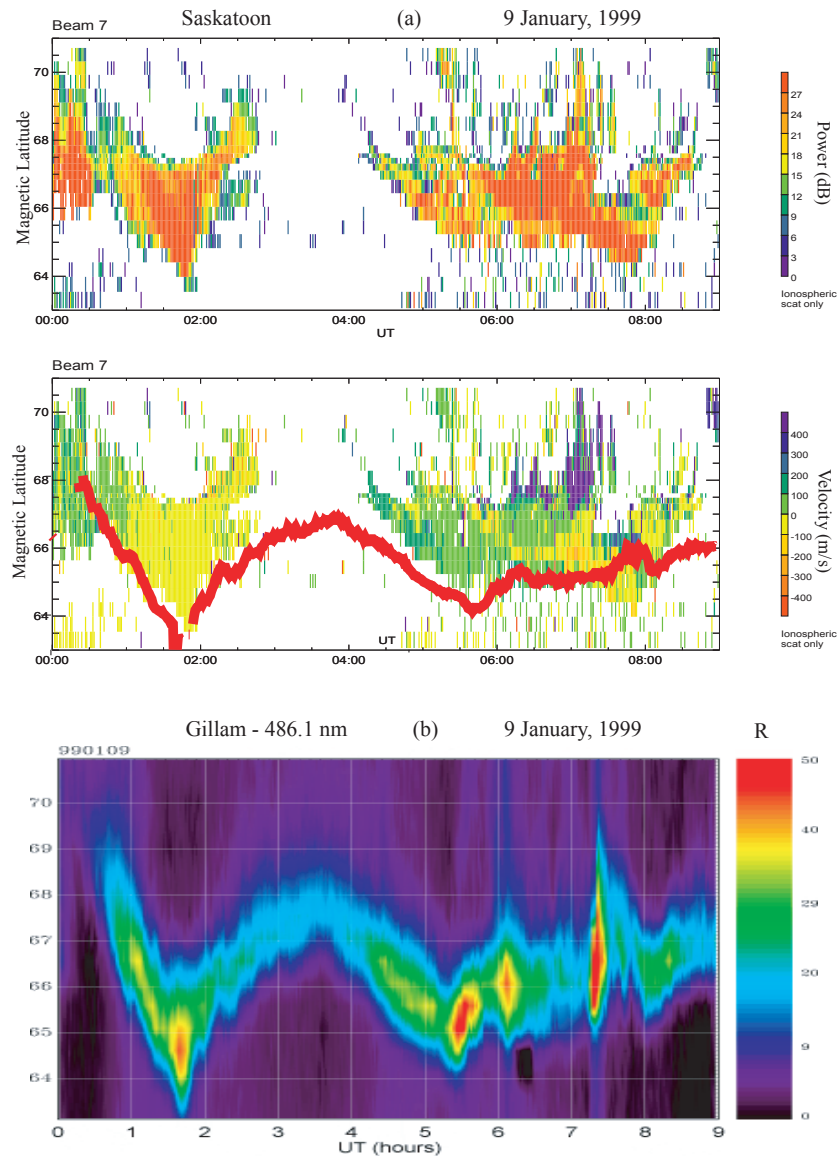 Saskatoon (a) 9 January, 1999
Beam 7
Magnetic Latitude
70
68
66
64
00:00 02:00 04:00 06:00 08:00
UT
27
24
21
18
15
12
9
6
3
0
Power (dB)
Ionospheric
scat only
Beam 7
Magnetic Latitude
70
68
66
64
00:00 02:00 04:00 06:00 08:00
UT
400
300
200
100
0
-100
-200
-300
-400
Velocity (m/s)
Ionospheric
scat only
Gillam - 486.1 nm (b) 9 January, 1999 R
990109
70
69
68
67
66
65
64
0 1 2 3 4 5 6 7 8 9
UT (hours)
50
40
29
20
9
0